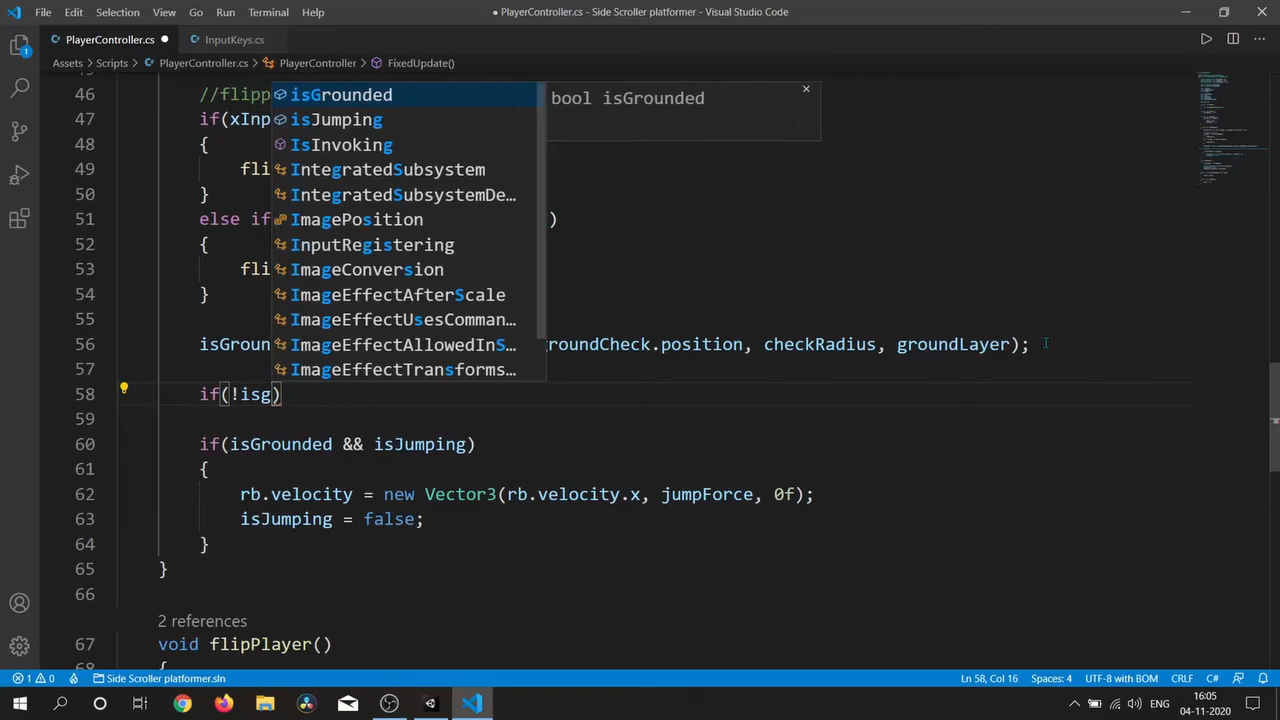 File Edit Selection View Go Run Terminal Help
● PlayerController.cs - Side Scroller platformer - Visual Studio Code
PlayerController.cs ●
InputKeys.cs
Assets > Scripts > PlayerController.cs > PlayerController > FixedUpdate()
46 //flipp
47 if(xInp
48 {
49 fli
50 }
51 else if )
52 {
53 fli
54 }
55
56 isGroun roundCheck.position, checkRadius, groundLayer);
57
58 if(!isg)
59
60 if(isGrounded && isJumping)
61 {
62 rb.velocity = new Vector3(rb.velocity.x, jumpForce, 0f);
63 isJumping = false;
64 }
65 }
66
2 references
67 void flipPlayer()
68 {
isGrounded
isJumping
IsInvoking
IntegratedSubsystem
IntegratedSubsystemDe…
ImagePosition
InputRegistering
ImageConversion
ImageEffectAfterScale
ImageEffectUsesComman…
ImageEffectAllowedInS…
ImageEffectTransforms…
bool isGrounded
1
1 0
Side Scroller platformer.sln
Ln 58, Col 16
Spaces: 4
UTF-8 with BOM
CRLF
C#
16:05
04-11-2020